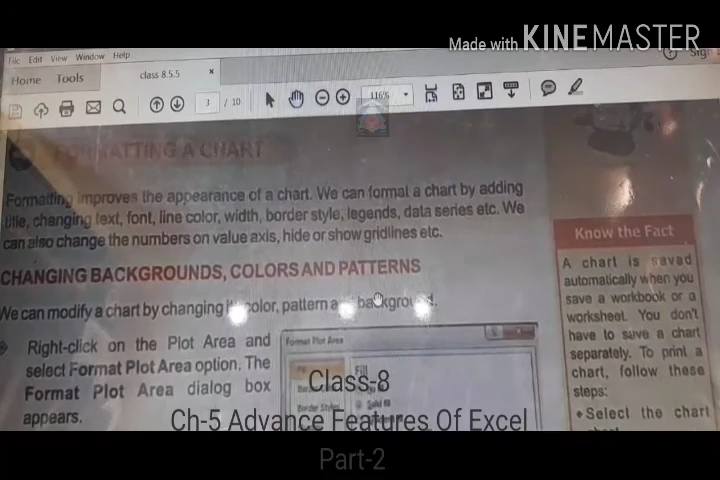 Made with KINEMASTER
File Edit View Window Help
Sign
Home Tools class 8.5.5 ×
3 / 10 116%
FORMATTING A CHART
Formatting improves the appearance of a chart. We can format a chart by adding
title, changing text, font, line color, width, border style, legends, data series etc. We
can also change the numbers on value axis, hide or show gridlines etc.
CHANGING BACKGROUNDS, COLORS AND PATTERNS
We can modify a chart by changing its color, pattern and background.
Right-click on the Plot Area and
select Format Plot Area option. The
Format Plot Area dialog box
appears.
Format Plot Area
Fill
Fill
Border Styles
Solid fill
Know the Fact
A chart is saved
automatically when you
save a workbook or a
worksheet. You don't
have to save a chart
separately. To print a
chart, follow these
steps:
• Select the chart
Class-8
Ch-5 Advance Features Of Excel
Part-2